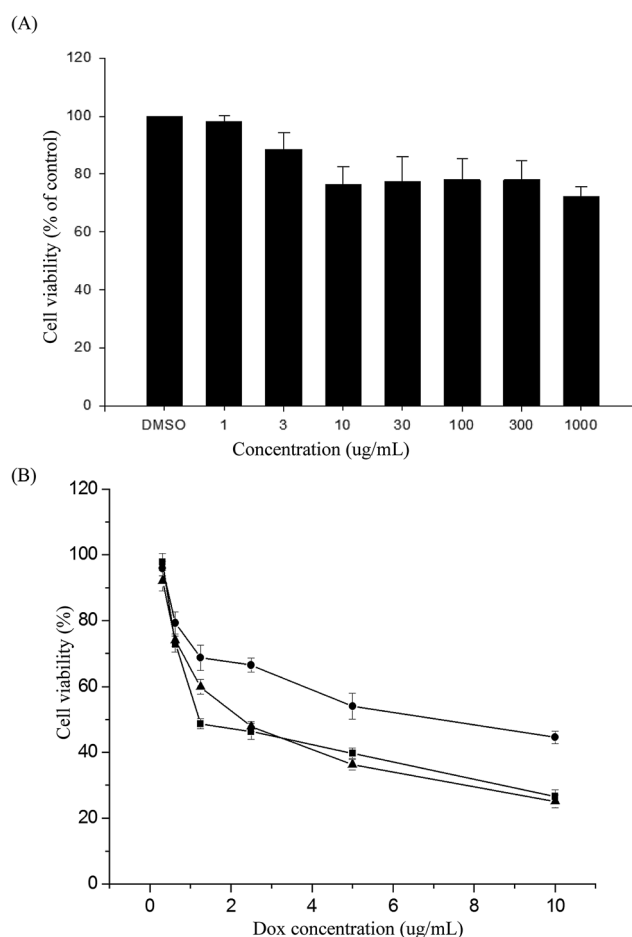 (A)
120
100
80
60
40
20
0
Cell viability (% of control)
DMSO 1 3 10 30 100 300 1000
Concentration (ug/mL)
(B)
120
100
80
60
40
20
0
Cell viability (%)
0 2 4 6 8 10
Dox concentration (ug/mL)